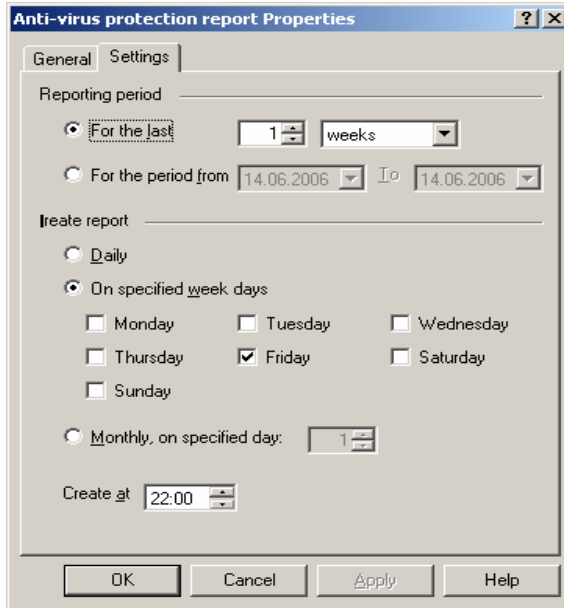 Anti-virus protection report Properties
General Settings
Reporting period
For the last 1 weeks
For the period from 14.06.2006 To 14.06.2006
Ireate report
Daily
On specified week days
Monday Tuesday Wednesday
Thursday Friday Saturday
Sunday
Monthly, on specified day: 1
Create at 22:00
OK Cancel Apply Help